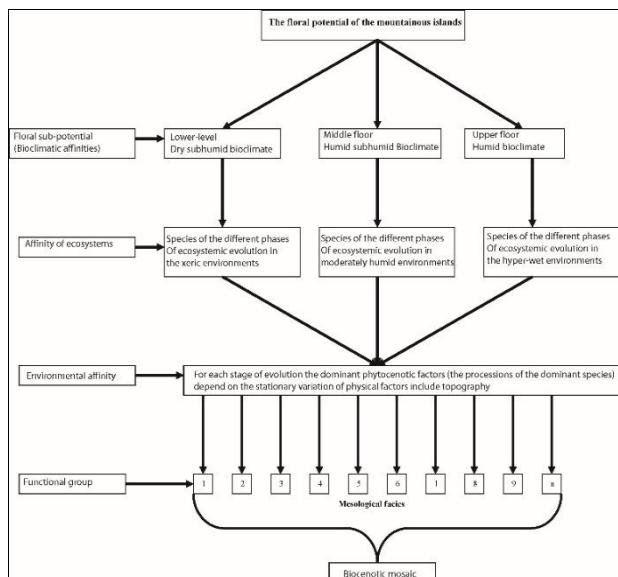 The floral potential of the mountainous islands
Floral sub-potential
(Bioclimatic affinities)
Lower-level
Dry subhumid bioclimate
Middle floor
Humid subhumid Bioclimate
Upper floor
Humid bioclimate
Affinity of ecosystems
Species of the different phases
Of ecosystemic evolution in
the xeric environments
Species of the different phases
Of ecosystemic evolution in
moderately humid environments
Species of the different phases
Of ecosystemic evolution in
the hyper-wet environments
Environmental affinity
For each stage of evolution the dominant phytocenotic factors (the processions of the dominant species)
depend on the stationary variation of physical factors include topography
Functional group
1 2 3 4 5 6 1 8 9 n
Mesological facies
Biocenotic mosaic